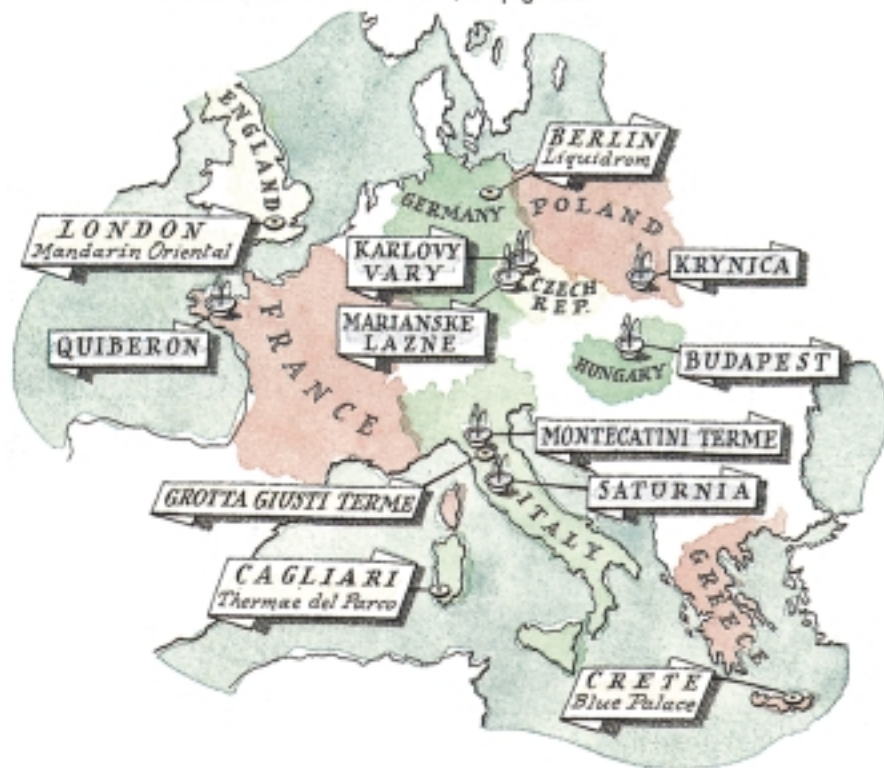 ENGLAND
BERLIN
Liquidrom
GERMANY
POLAND
LONDON
Mandarin Oriental
KARLOVY
VARY
KRYNICA
CZECH
REP.
QUIBERON
FRANCE
MARIANSKE
LAZNE
HUNGARY
BUDAPEST
MONTECATINI TERME
GROTTA GIUSTI TERME
SATURNIA
ITALY
CAGLIARI
Thermae del Parco
GREECE
CRETE
Blue Palace